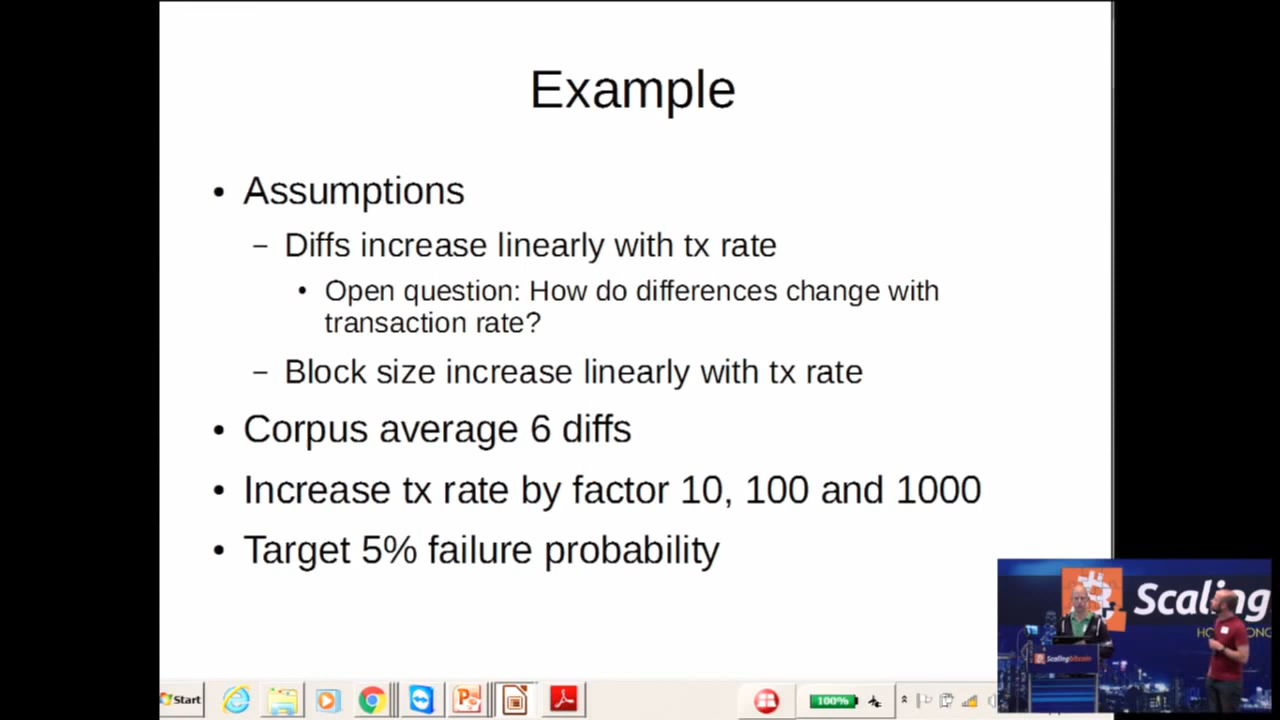 Example
• Assumptions
– Diffs increase linearly with tx rate
• Open question: How do differences change with
transaction rate?
– Block size increase linearly with tx rate
• Corpus average 6 diffs
• Increase tx rate by factor 10, 100 and 1000
• Target 5% failure probability
Scaling
Scalingbitcoin
Start
100%